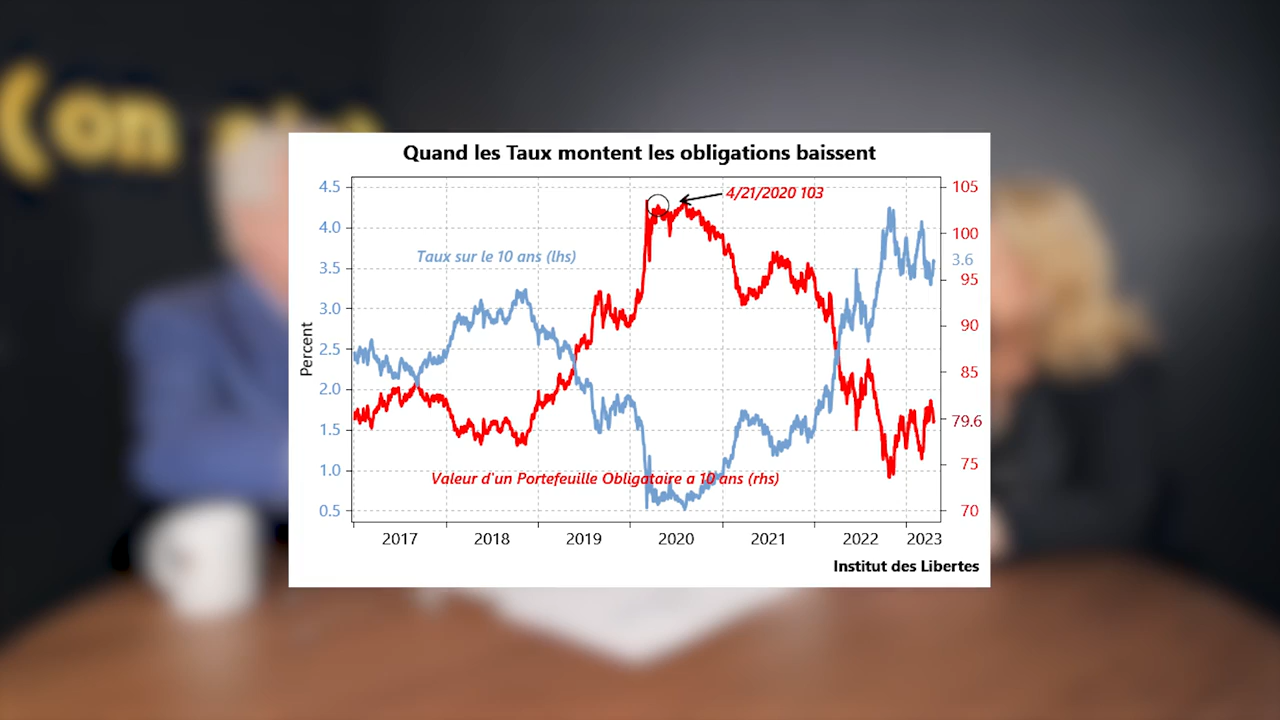 Con
Quand les Taux montent les obligations baissent
4/21/2020 103
Taux sur le 10 ans (lhs)
Valeur d'un Portefeuille Obligataire a 10 ans (rhs)
Percent
4.5
4.0
3.5
3.0
2.5
2.0
1.5
1.0
0.5
105
100
3.6
95
90
85
79.6
75
70
2017 2018 2019 2020 2021 2022 2023
Institut des Libertes